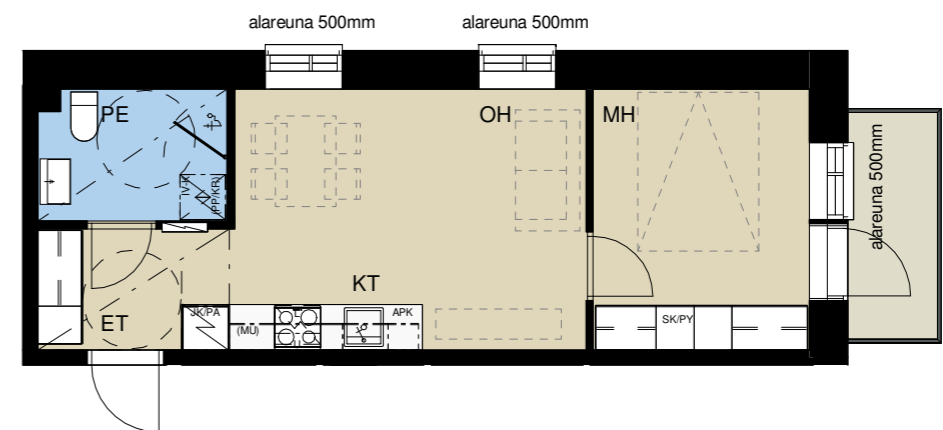 alareuna 500mm
alareuna 500mm
PE
OH
MH
IV-K
(PP/KR)
alareuna 500mm
KT
ET
JK/PA
(MU)
APK
SK/PY